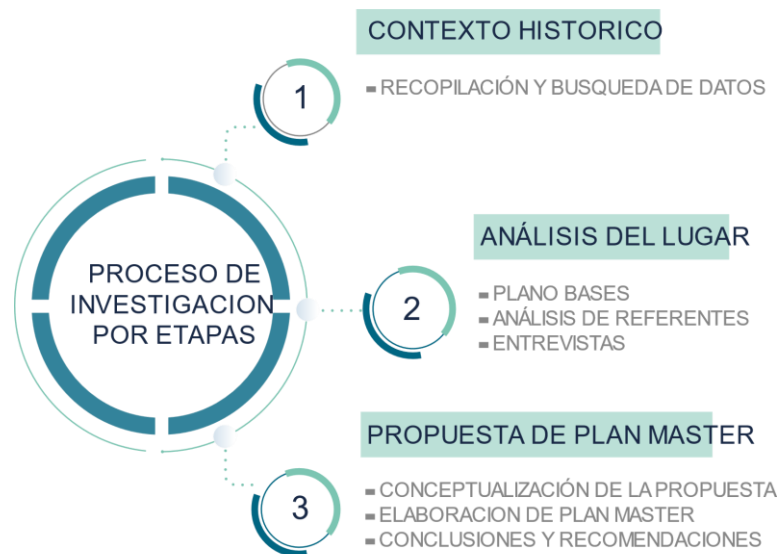 CONTEXTO HISTORICO
1
- RECOPILACIÓN Y BUSQUEDA DE DATOS
PROCESO DE
INVESTIGACION
POR ETAPAS
ANÁLISIS DEL LUGAR
2
- PLANO BASES
- ANÁLISIS DE REFERENTES
- ENTREVISTAS
PROPUESTA DE PLAN MASTER
3
- CONCEPTUALIZACIÓN DE LA PROPUESTA
- ELABORACION DE PLAN MASTER
- CONCLUSIONES Y RECOMENDACIONES